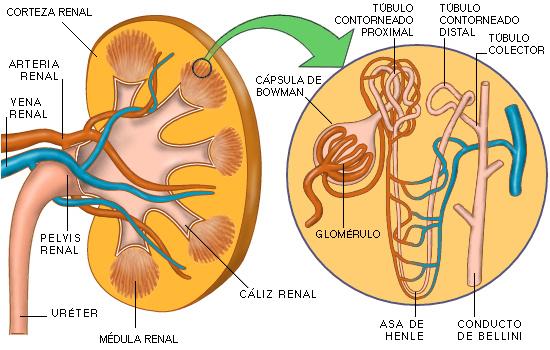 CORTEZA RENAL
ARTERIA
RENAL
VENA
RENAL
PELVIS
RENAL
URÉTER
MÉDULA RENAL
CÁLIZ RENAL
TÚBULO
CONTORNEADO
PROXIMAL
TÚBULO
CONTORNEADO
DISTAL
TÚBULO
COLECTOR
CÁPSULA DE
BOWMAN
GLOMÉRULO
ASA DE
HENLE
CONDUCTO
DE BELLINI